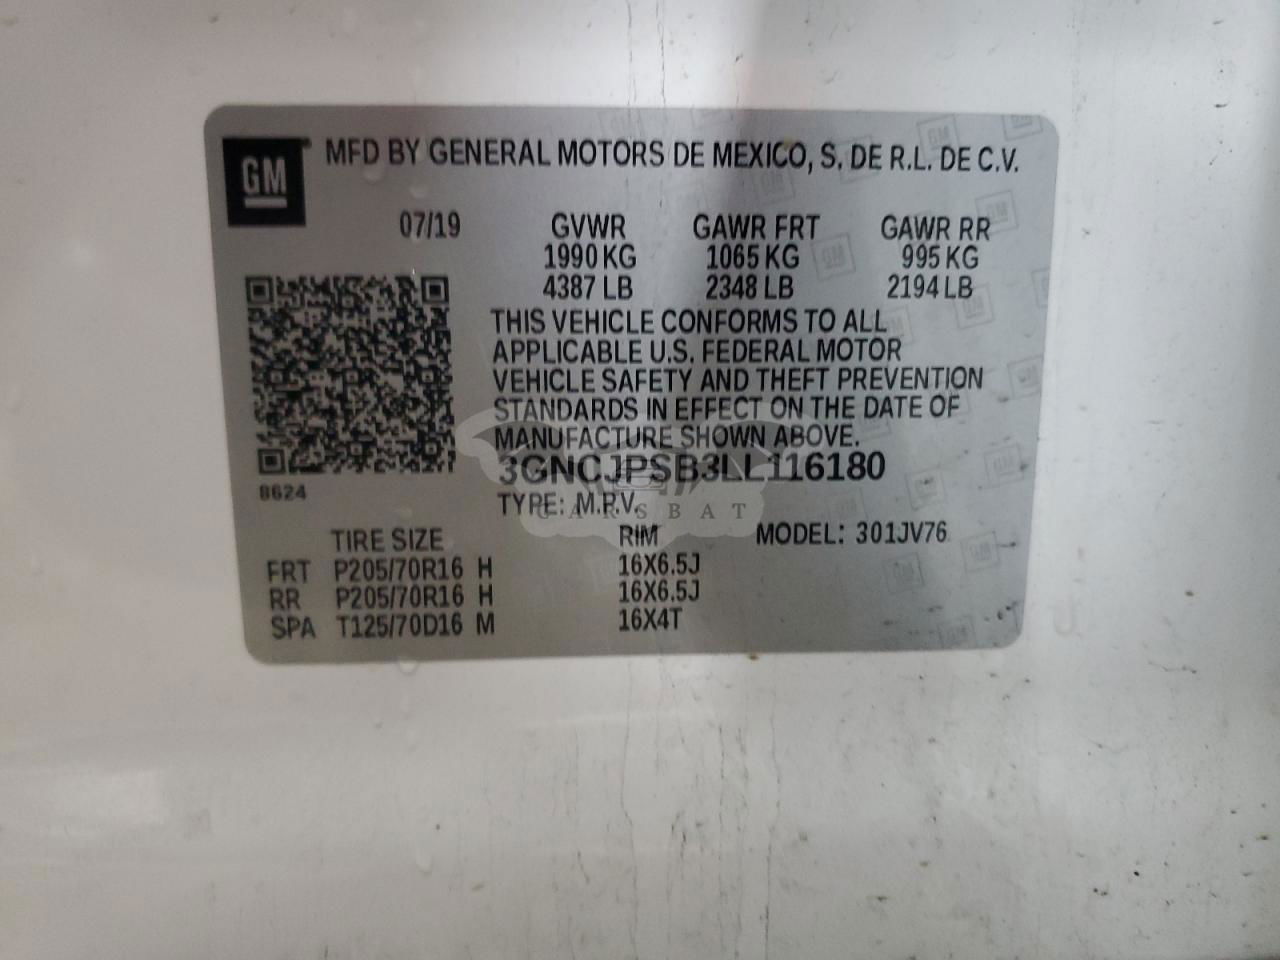 GM MFD BY GENERAL MOTORS DE MEXICO, S. DE R.L. DE C.V.
07/19 GVWR GAWR FRT GAWR RR
1990 KG 1065 KG 995 KG
4387 LB 2348 LB 2194 LB
THIS VEHICLE CONFORMS TO ALL
APPLICABLE U.S. FEDERAL MOTOR
VEHICLE SAFETY AND THEFT PREVENTION
STANDARDS IN EFFECT ON THE DATE OF
MANUFACTURE SHOWN ABOVE.
3GNCJPSB3LL116180
8624
TYPE: M.P.V.
CARSBAT
TIRE SIZE RIM MODEL: 301JV76
FRT P205/70R16 H 16X6.5J
RR P205/70R16 H 16X6.5J
SPA T125/70D16 M 16X4T